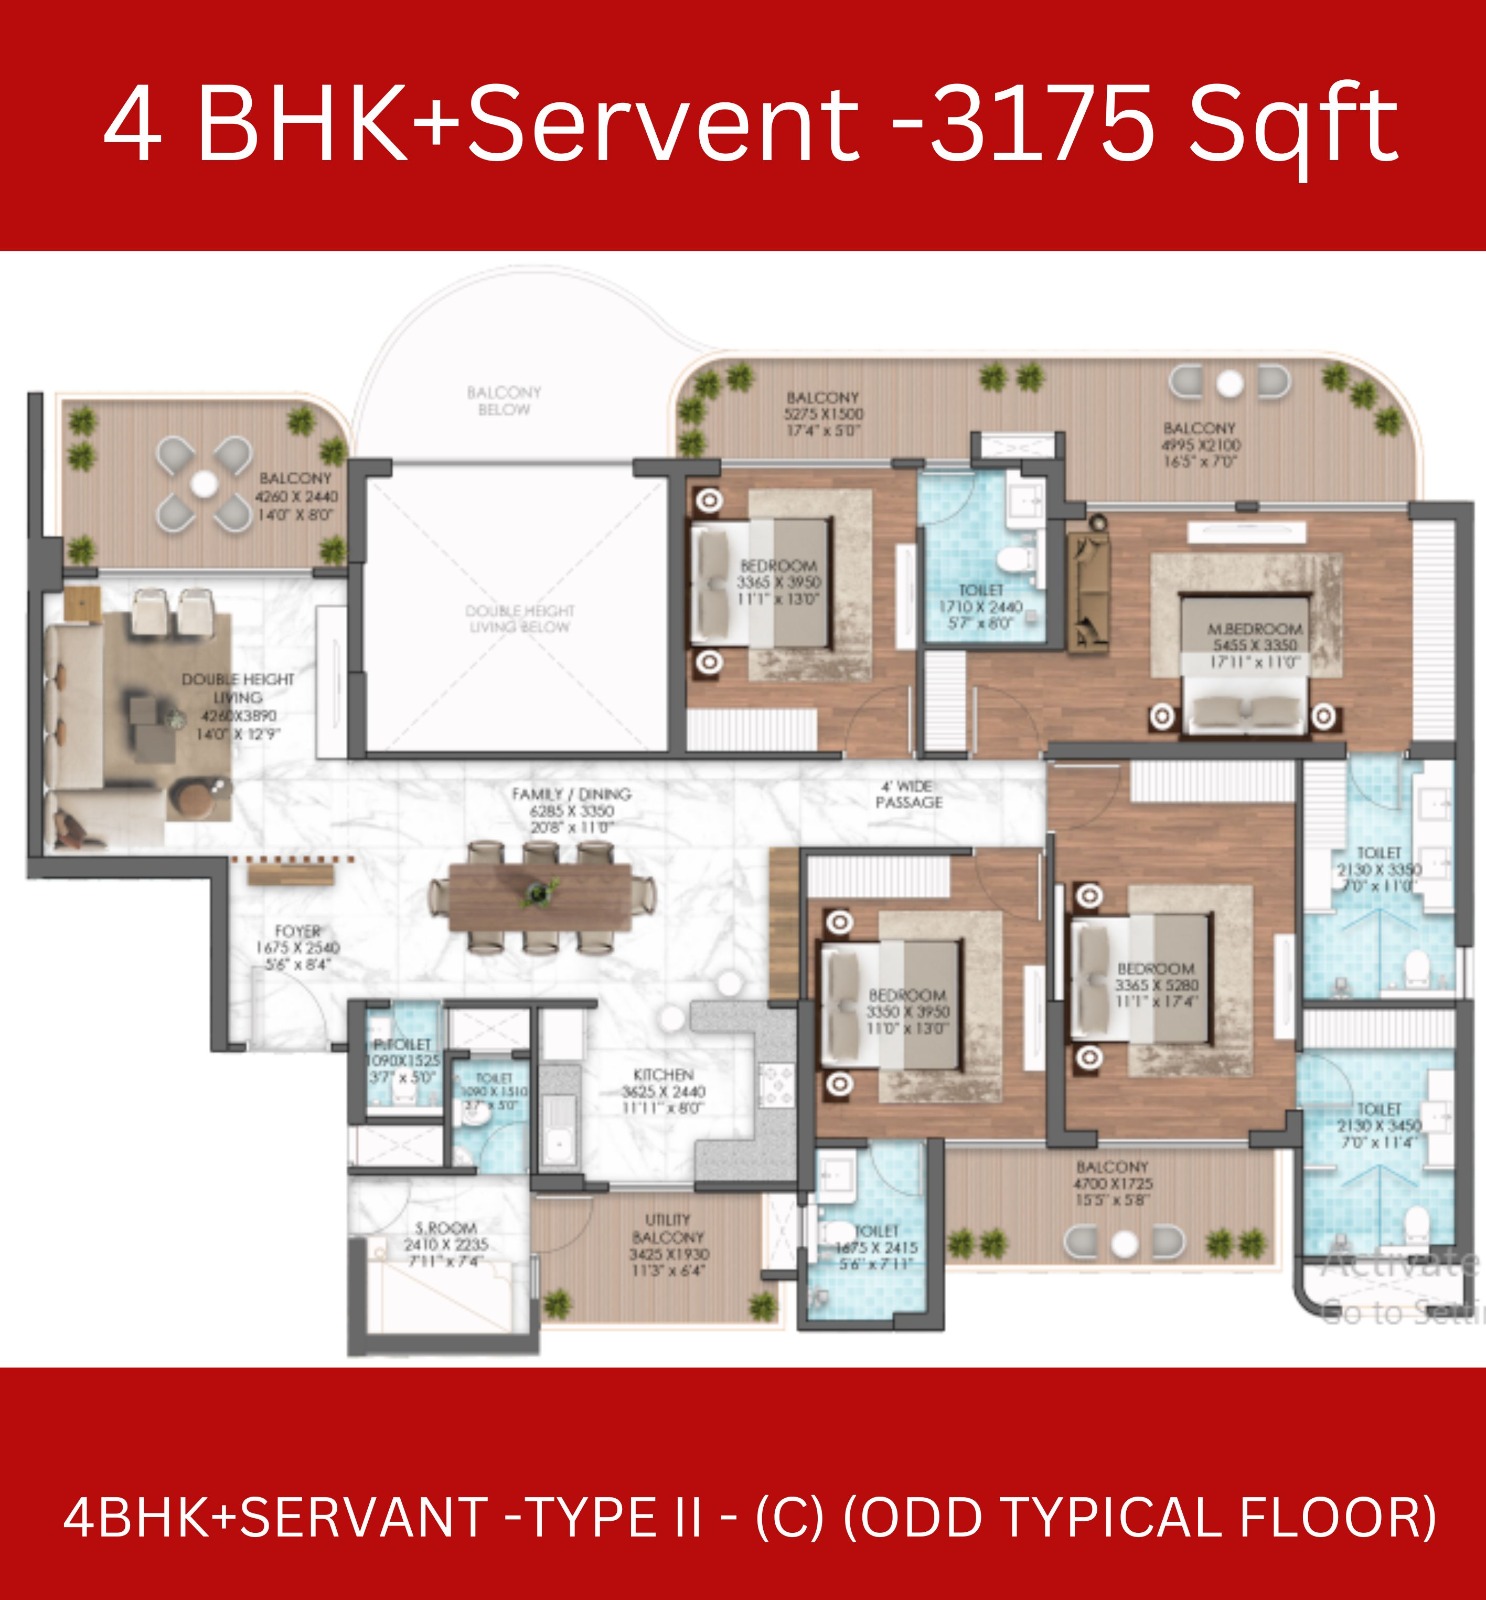 4 BHK+Servent -3175 Sqft
BALCONY
BELOW
BALCONY
5275 X1500
17'4" x 5'0"
BALCONY
4995 X2100
16'5" x 7'0"
BALCONY
4260 X 2440
14'0" X 8'0"
BEDROOM
3365 X 3950
11'1" x 13'0"
TOILET
1710 X 2440
5'7" x 8'0"
DOUBLE HEIGHT
LIVING BELOW
M.BEDROOM
5455 X 3350
17'11" x 11'0"
DOUBLE HEIGHT
LIVING
4260X3890
14'0" X 12'9"
FAMILY / DINING
6285 X 3350
20'8" x 11'0"
4' WIDE
PASSAGE
TOILET
2130 X 3350
7'0" x 11'0"
FOYER
1675 X 2540
5'6" x 8'4"
BEDROOM
3350 X 3950
11'0" x 13'0"
BEDROOM
3365 X 5280
11'1" x 17'4"
P.TOILET
1090X1525
3'7" x 5'0"
TOILET
1090 X 1510
3'7" x 5'0"
KITCHEN
3625 X 2440
11'11" x 8'0"
TOILET
2130 X 3450
7'0" x 11'4"
BALCONY
4700 X1725
15'5" x 5'8"
S.ROOM
2410 X 2235
7'11" x 7'4"
UTILITY
BALCONY
3425 X1930
11'3" x 6'4"
TOILET
1675 X 2415
5'6" x 7'11"
Activate
Go to Setti
4BHK+SERVANT -TYPE II - (C) (ODD TYPICAL FLOOR)